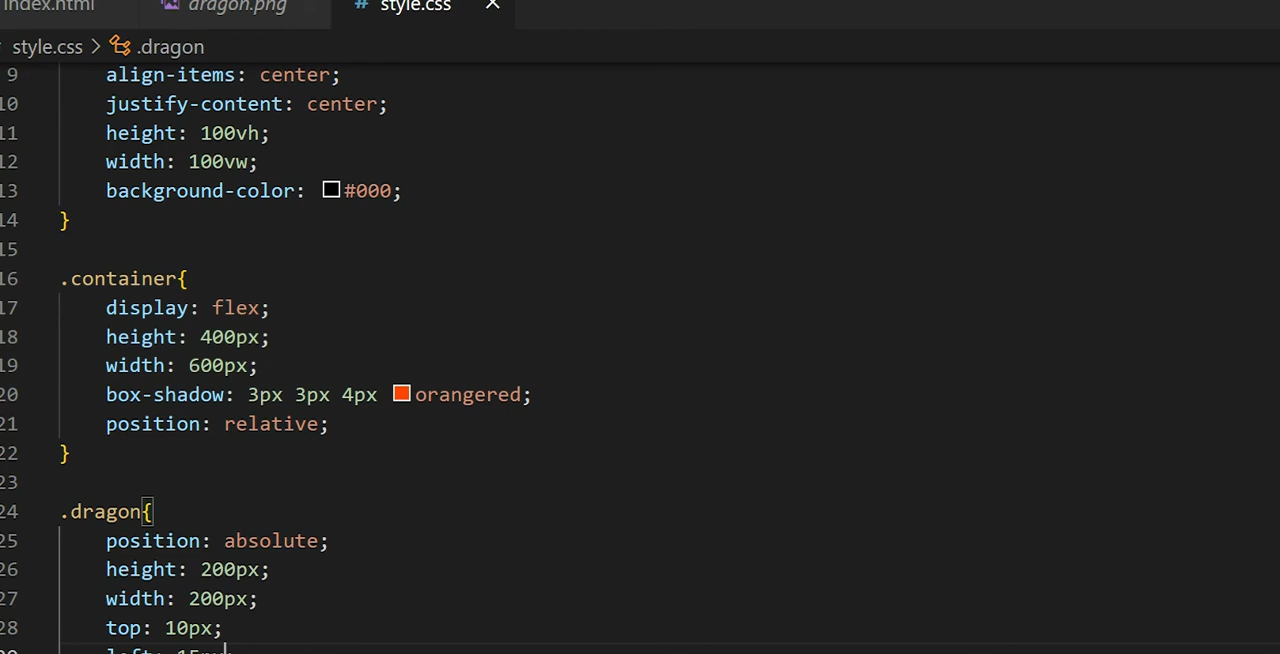 index.html dragon.png # style.css ×
style.css > .dragon
9 align-items: center;
10 justify-content: center;
11 height: 100vh;
12 width: 100vw;
13 background-color: #000;
14 }
15
16 .container{
17 display: flex;
18 height: 400px;
19 width: 600px;
20 box-shadow: 3px 3px 4px orangered;
21 position: relative;
22 }
23
24 .dragon{
25 position: absolute;
26 height: 200px;
27 width: 200px;
28 top: 10px;
29 left: 15px;